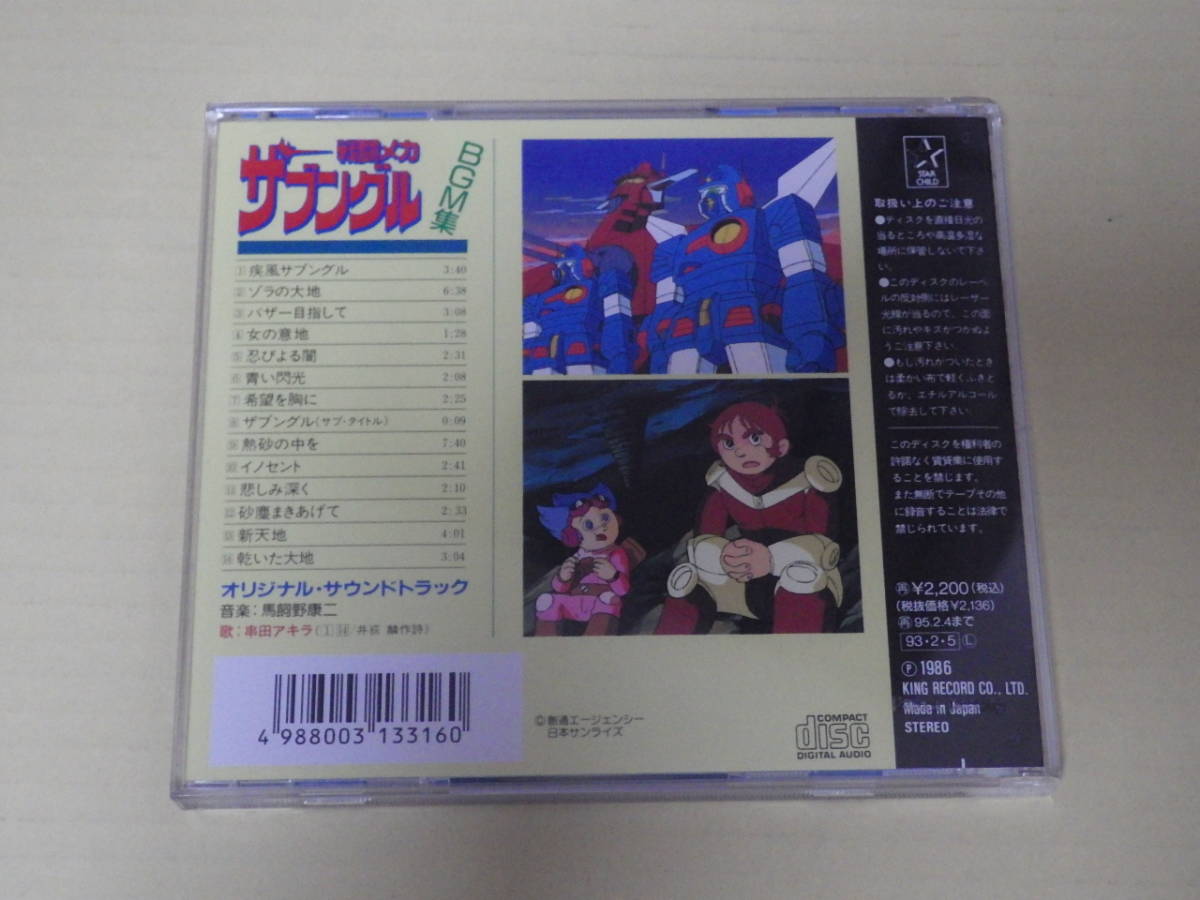 戦闘メカ
ザブングル
BGM集
1 疾風ザブングル 3:40
2 ゾラの大地 6:38
3 バザー目指して 3:08
4 女の意地 1:28
5 忍びよる闇 2:31
6 青い閃光 2:08
7 希望を胸に 2:25
8 ザブングル(サブ・タイトル) 0:09
9 熱砂の中を 7:40
10 イノセント 2:41
11 悲しみ深く 2:10
12 砂塵まきあげて 2:33
13 新天地 4:01
14 乾いた大地 3:04
オリジナル・サウンドトラック
音楽:馬飼野康二
歌:串田アキラ(1 14/井荻 麟作詩)
4 988003 133160
©創通エージェンシー
日本サンライズ
COMPACT
disc
DIGITAL AUDIO
STAR
CHILD
取扱い上のご注意
●ディスクを直接日光の
当るところや高温多湿な
場所に保管しないで下さ
い。
●このディスクのレーベ
ルの反対側にはレーザー
光線が当るので、この面
に汚れやキズがつかぬよ
うご注意下さい。
●もし汚れがついたとき
は柔かい布で軽くふきと
るか、エチルアルコール
で除去して下さい。
このディスクを権利者の
許諾なく賃貸業に使用す
ることを禁じます。
また無断でテープその他
に録音することは法律で
禁じられています。
再¥2,200(税込)
(税抜価格¥2,136)
再95.2.4まで
93・2・5 L
Ⓟ 1986
KING RECORD CO., LTD.
Made in Japan
STEREO